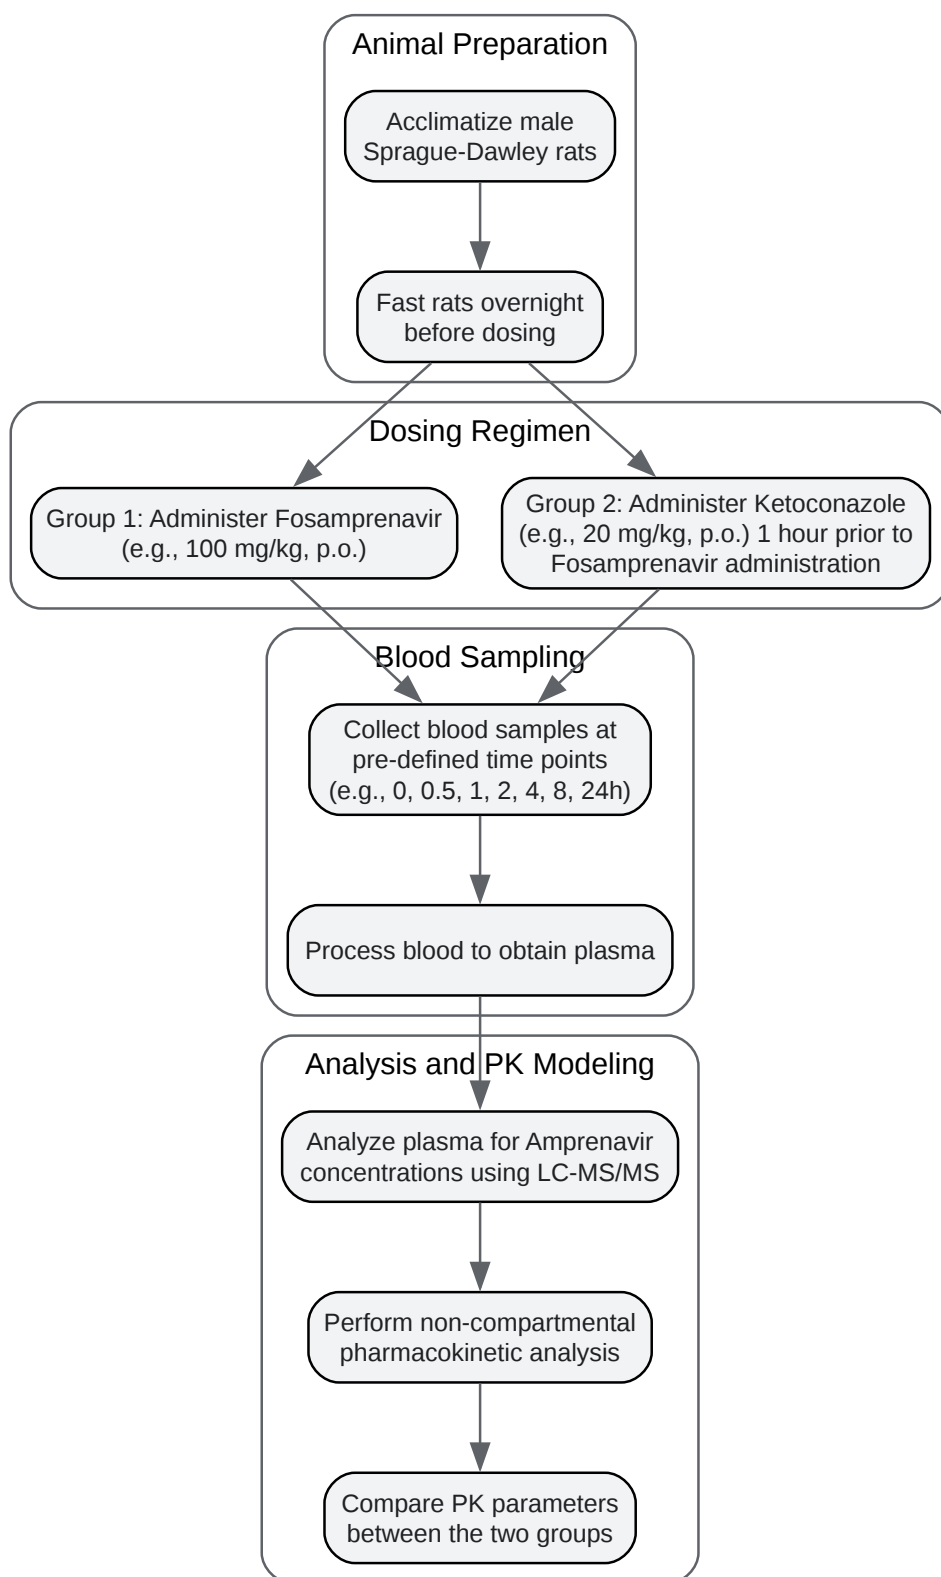 Animal Preparation
Acclimatize male
Sprague-Dawley rats
Fast rats overnight
before dosing
Dosing Regimen
Group 1: Administer Fosamprenavir
(e.g., 100 mg/kg, p.o.)
Group 2: Administer Ketoconazole
(e.g., 20 mg/kg, p.o.) 1 hour prior to
Fosamprenavir administration
Blood Sampling
Collect blood samples at
pre-defined time points
(e.g., 0, 0.5, 1, 2, 4, 8, 24h)
Process blood to obtain plasma
Analysis and PK Modeling
Analyze plasma for Amprenavir
concentrations using LC-MS/MS
Perform non-compartmental
pharmacokinetic analysis
Compare PK parameters
between the two groups